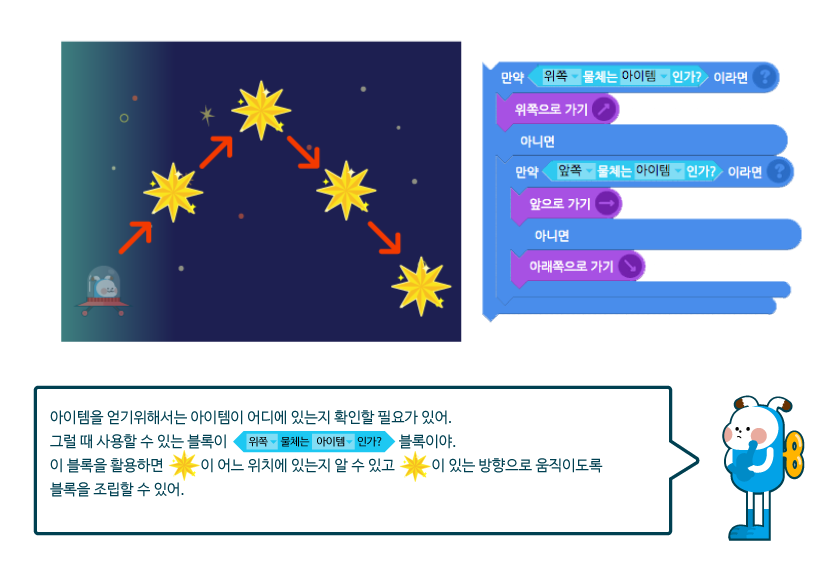 만약 위쪽 물체는 아이템 인가? 이라면 ?
위쪽으로 가기
아니면
만약 앞쪽 물체는 아이템 인가? 이라면 ?
앞으로 가기
아니면
아래쪽으로 가기
아이템을 얻기위해서는 아이템이 어디에 있는지 확인할 필요가 있어.
그럴 때 사용할 수 있는 블록이 위쪽 물체는 아이템 인가? 블록이야.
이 블록을 활용하면 이 어느 위치에 있는지 알 수 있고 이 있는 방향으로 움직이도록
블록을 조립할 수 있어.